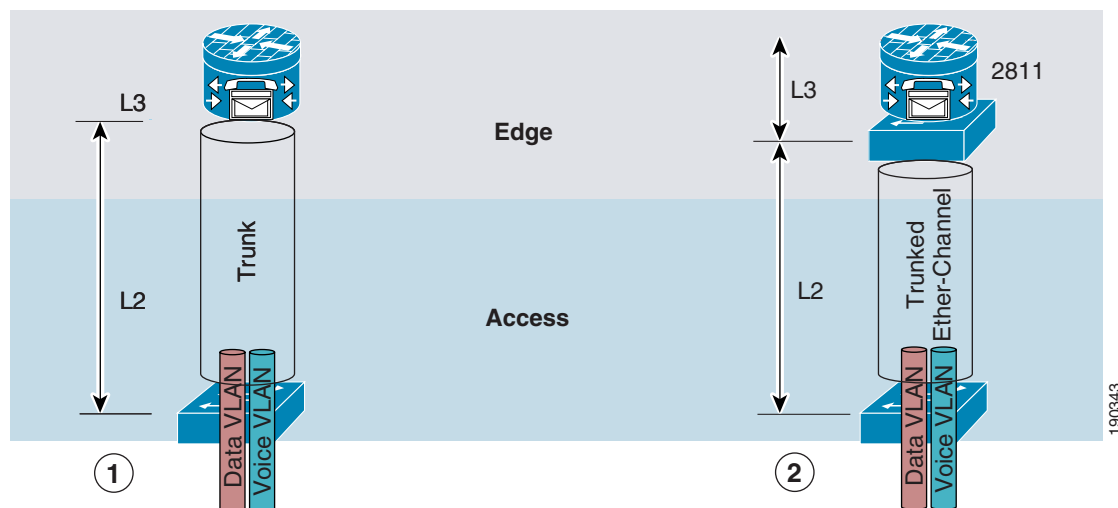 2811
L3
L3
Edge
Trunk
Trunked
Ether-Channel
L2
L2
Access
Data VLAN
Voice VLAN
Data VLAN
Voice VLAN
190343
1
2